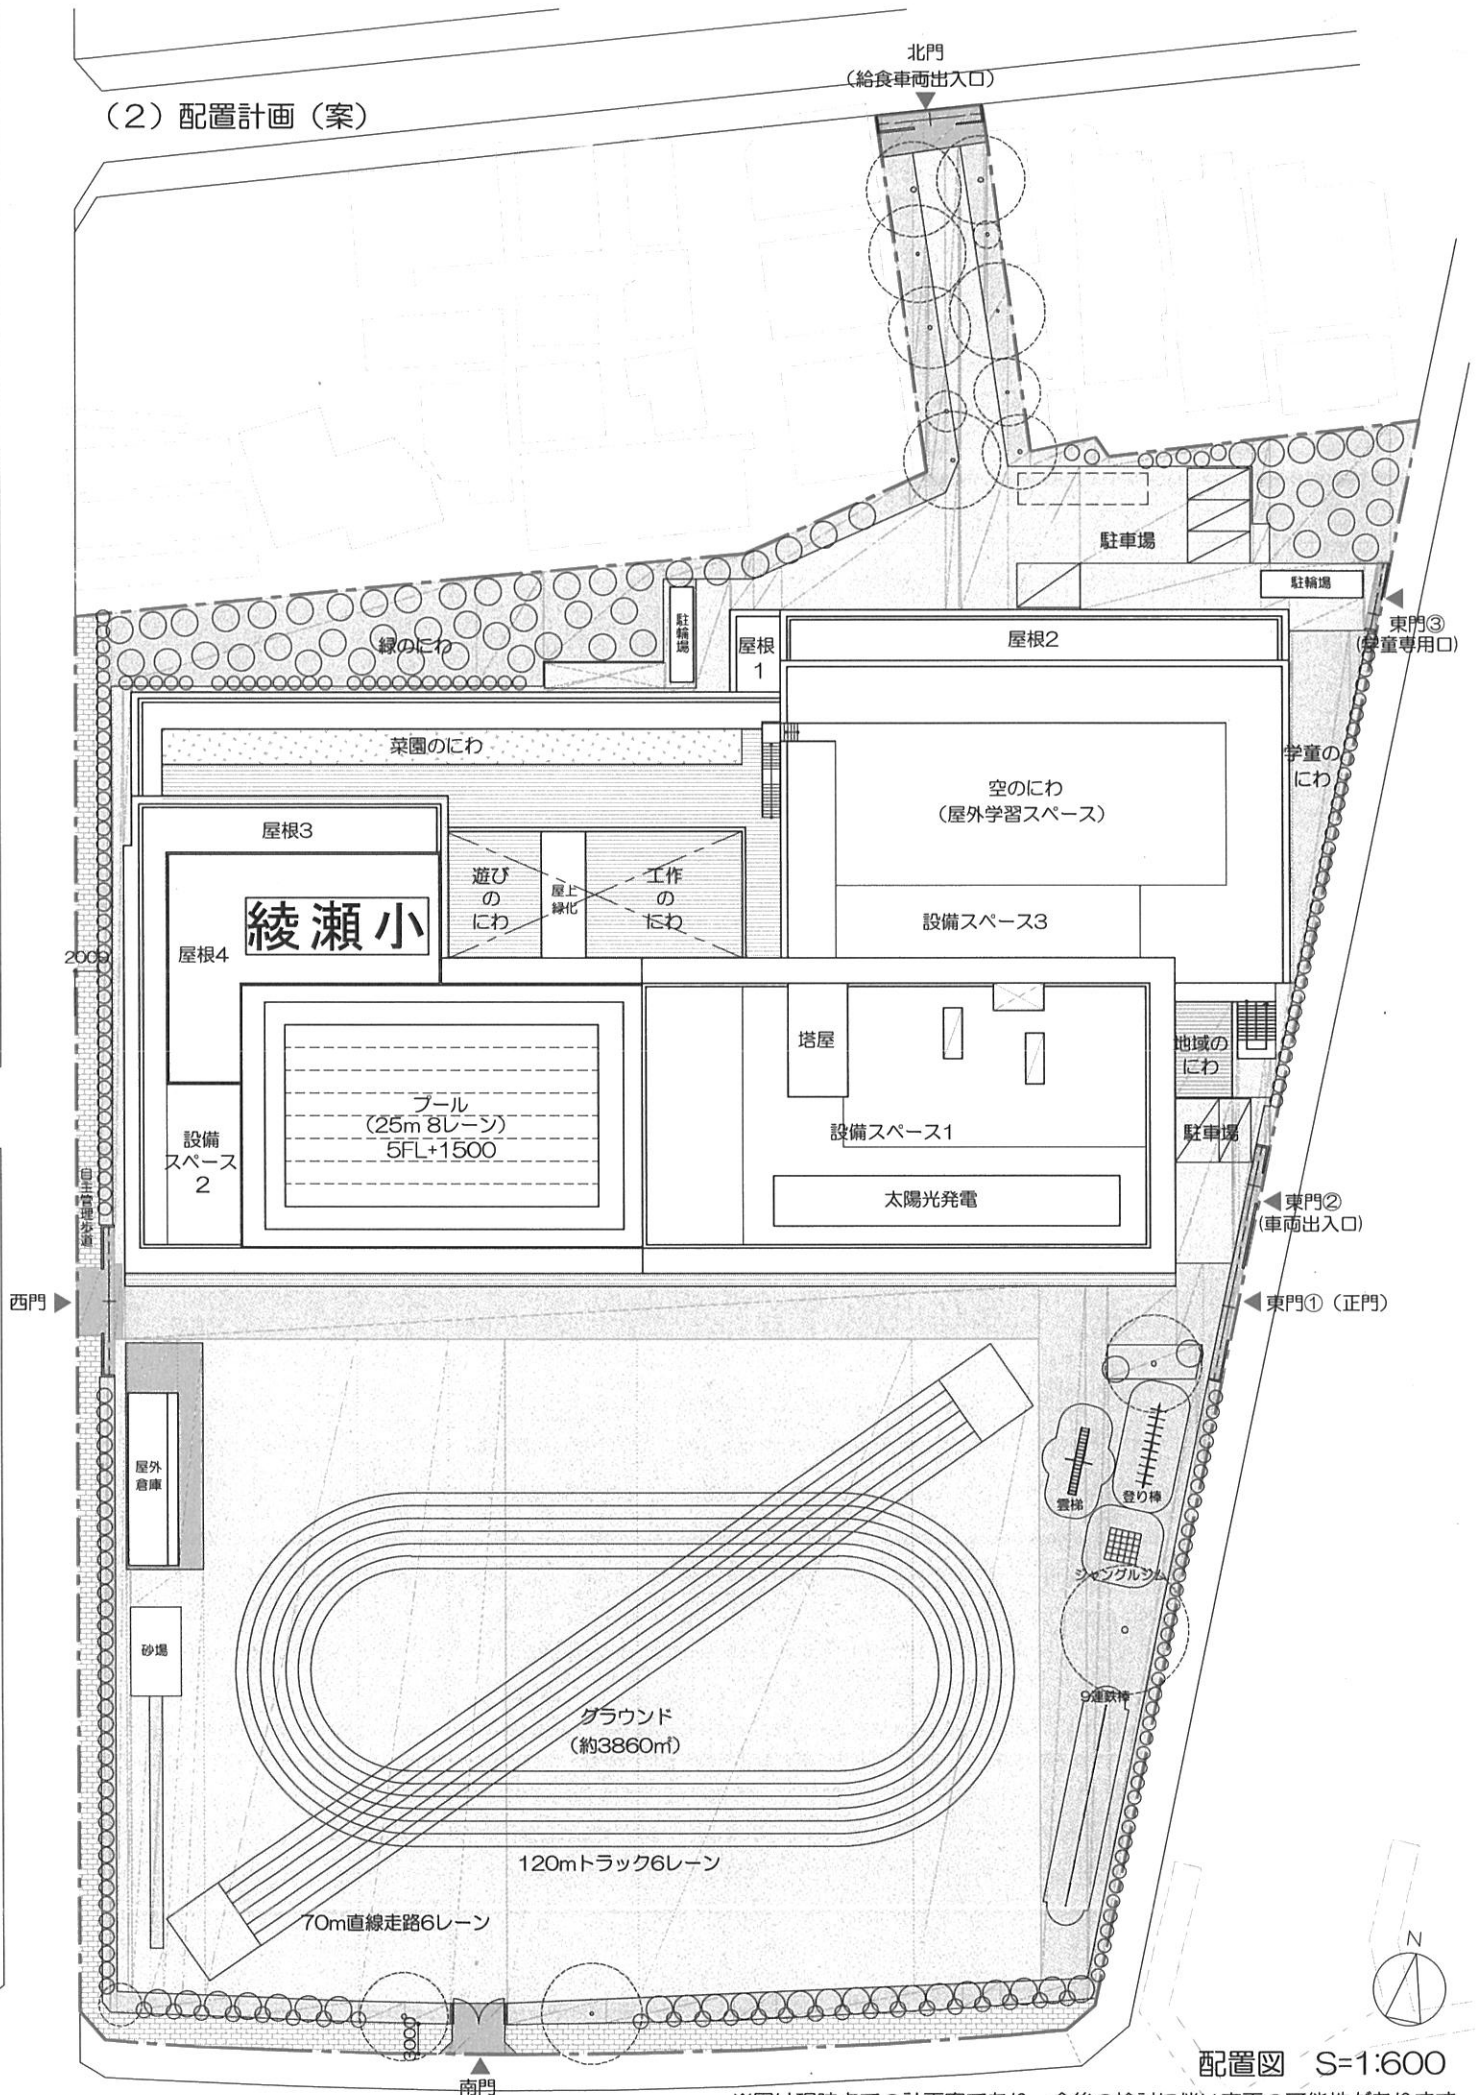 北門
（給食車両出入口）
（2）配置計画（案）
駐車場
駐輪場
東門③
(学童専用口)
緑のにわ
駐輪場
屋根
1
屋根2
菜園のにわ
学童の
にわ
空のにわ
（屋外学習スペース）
屋根3
遊び
の
にわ
屋上
緑化
工作
の
にわ
綾瀬小
屋根4
設備スペース3
2000
塔屋
地域の
にわ
プール
（25m 8レーン）
5FL+1500
設備スペース1
駐車場
設備
スペース
2
自主管理歩道
太陽光発電
東門②
(車両出入口)
西門
東門①（正門）
屋外
倉庫
雲梯
登り棒
ジャングルジム
砂場
9連鉄棒
グラウンド
（約3860㎡）
120mトラック6レーン
70m直線走路6レーン
N
3000
南門
配置図 S=1:600